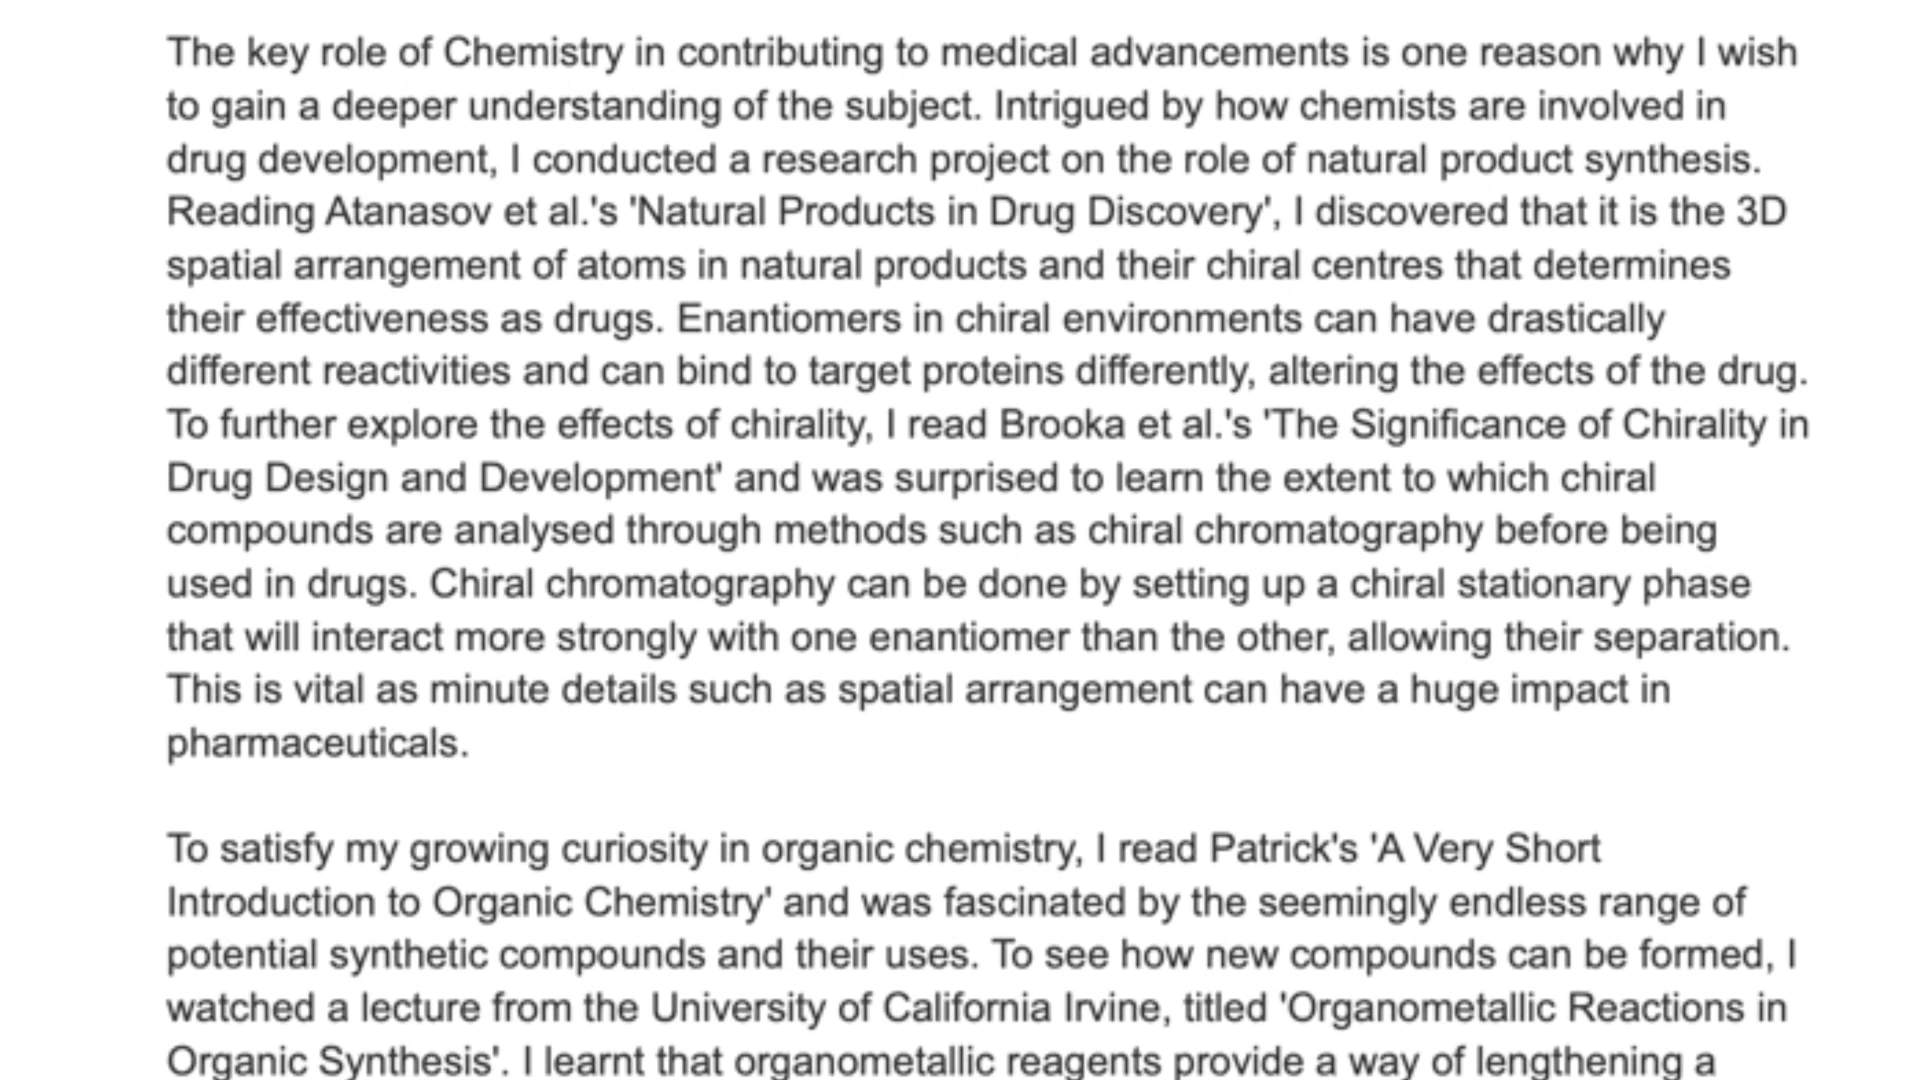 The key role of Chemistry in contributing to medical advancements is one reason why I wish
to gain a deeper understanding of the subject. Intrigued by how chemists are involved in
drug development, I conducted a research project on the role of natural product synthesis.
Reading Atanasov et al.'s 'Natural Products in Drug Discovery', I discovered that it is the 3D
spatial arrangement of atoms in natural products and their chiral centres that determines
their effectiveness as drugs. Enantiomers in chiral environments can have drastically
different reactivities and can bind to target proteins differently, altering the effects of the drug.
To further explore the effects of chirality, I read Brooka et al.'s 'The Significance of Chirality in
Drug Design and Development' and was surprised to learn the extent to which chiral
compounds are analysed through methods such as chiral chromatography before being
used in drugs. Chiral chromatography can be done by setting up a chiral stationary phase
that will interact more strongly with one enantiomer than the other, allowing their separation.
This is vital as minute details such as spatial arrangement can have a huge impact in
pharmaceuticals.
To satisfy my growing curiosity in organic chemistry, I read Patrick's 'A Very Short
Introduction to Organic Chemistry' and was fascinated by the seemingly endless range of
potential synthetic compounds and their uses. To see how new compounds can be formed, I
watched a lecture from the University of California Irvine, titled 'Organometallic Reactions in
Organic Synthesis'. I learnt that organometallic reagents provide a way of lengthening a